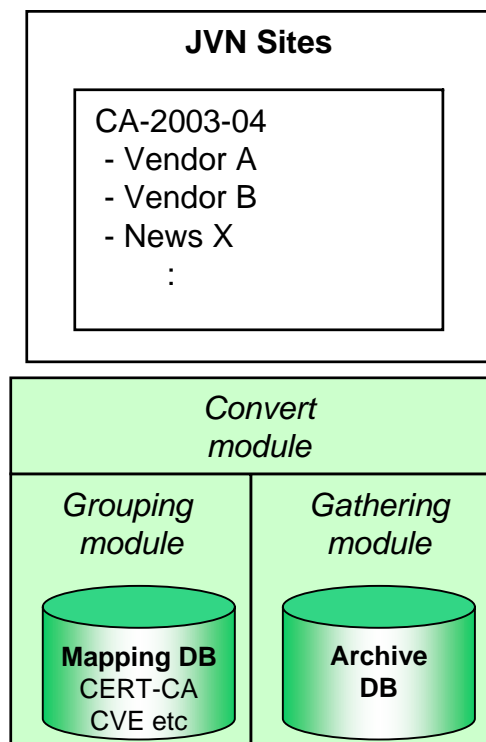 JVN Sites
CA-2003-04
- Vendor A
- Vendor B
- News X
:
Convert
module
Grouping
module
Gathering
module
Mapping DB
CERT-CA
CVE etc
Archive
DB